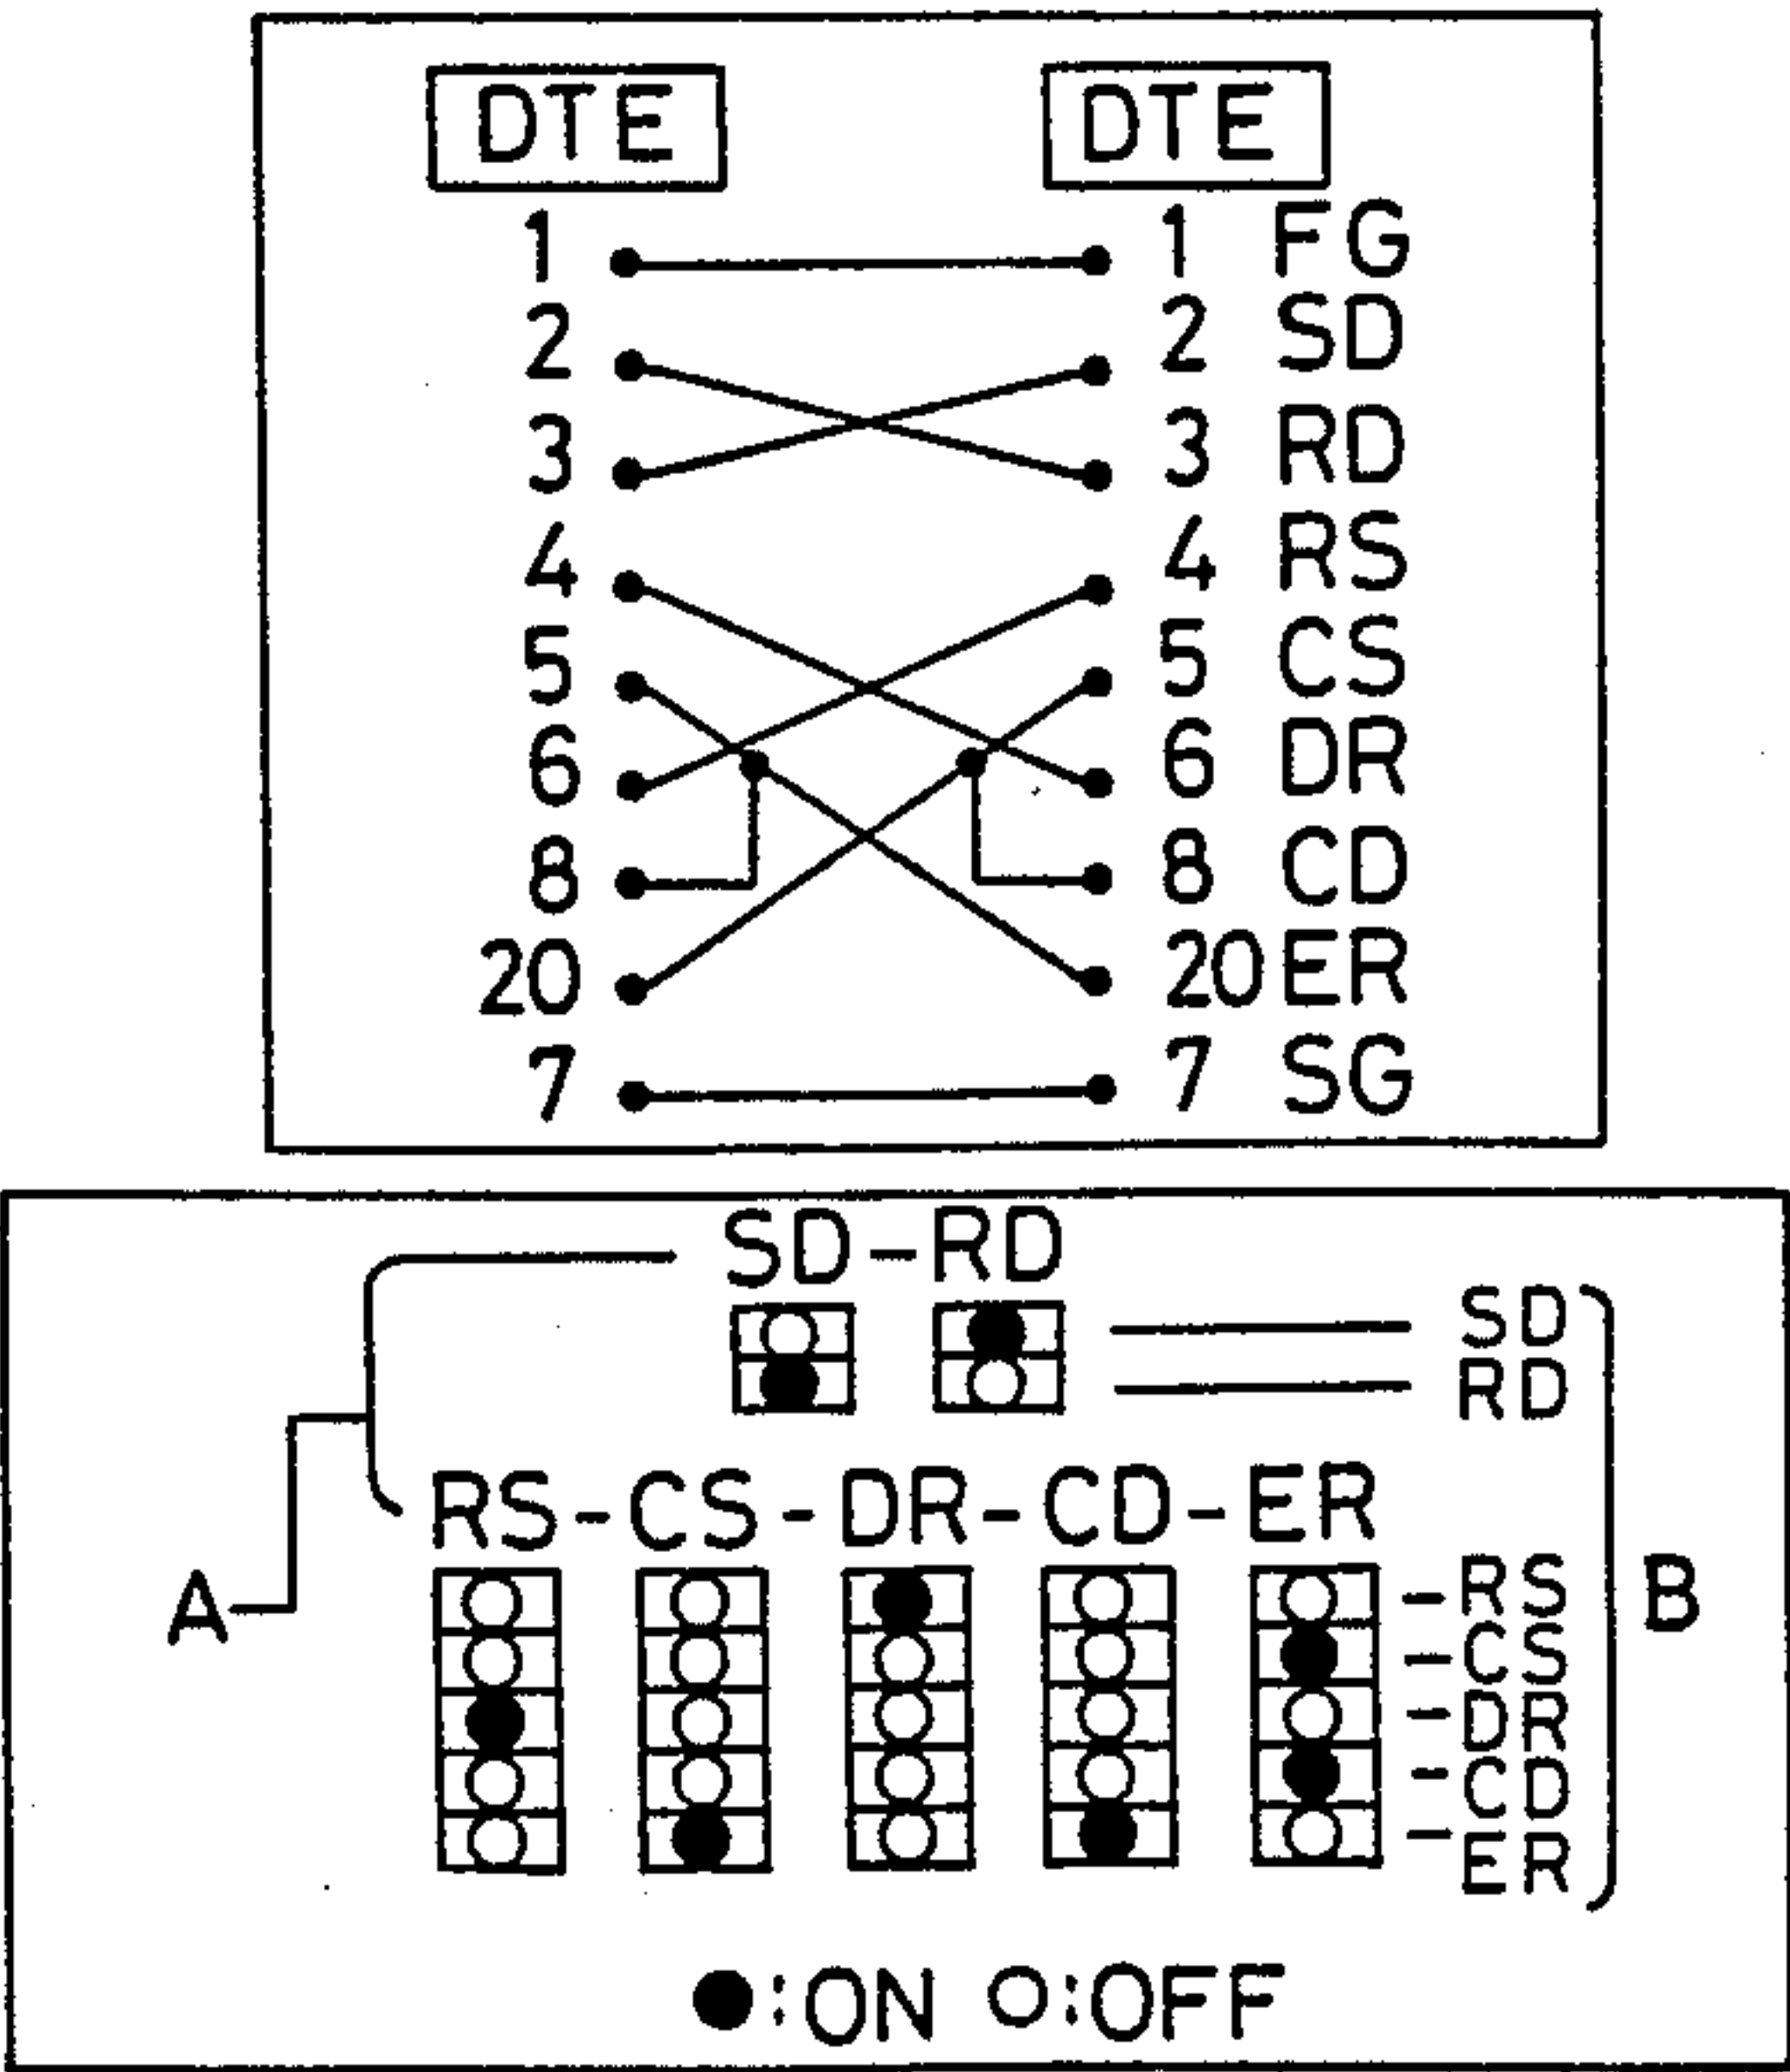 DTE DTE
1 1 FG
2 2 SD
3 3 RD
4 4 RS
5 5 CS
6 6 DR
8 8 CD
20 20 ER
7 7 SG
SD-RD
SD
RD
RS-CS-DR-CD-ER
A
-RS
-CS
-DR
-CD
-ER
B
●:ON ○:OFF